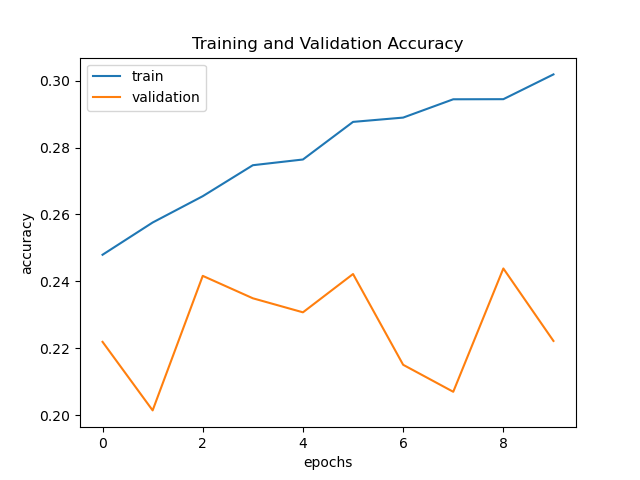 Training and Validation Accuracy
train
validation
accuracy
0.30
0.28
0.26
0.24
0.22
0.20
0
2
4
6
8
epochs